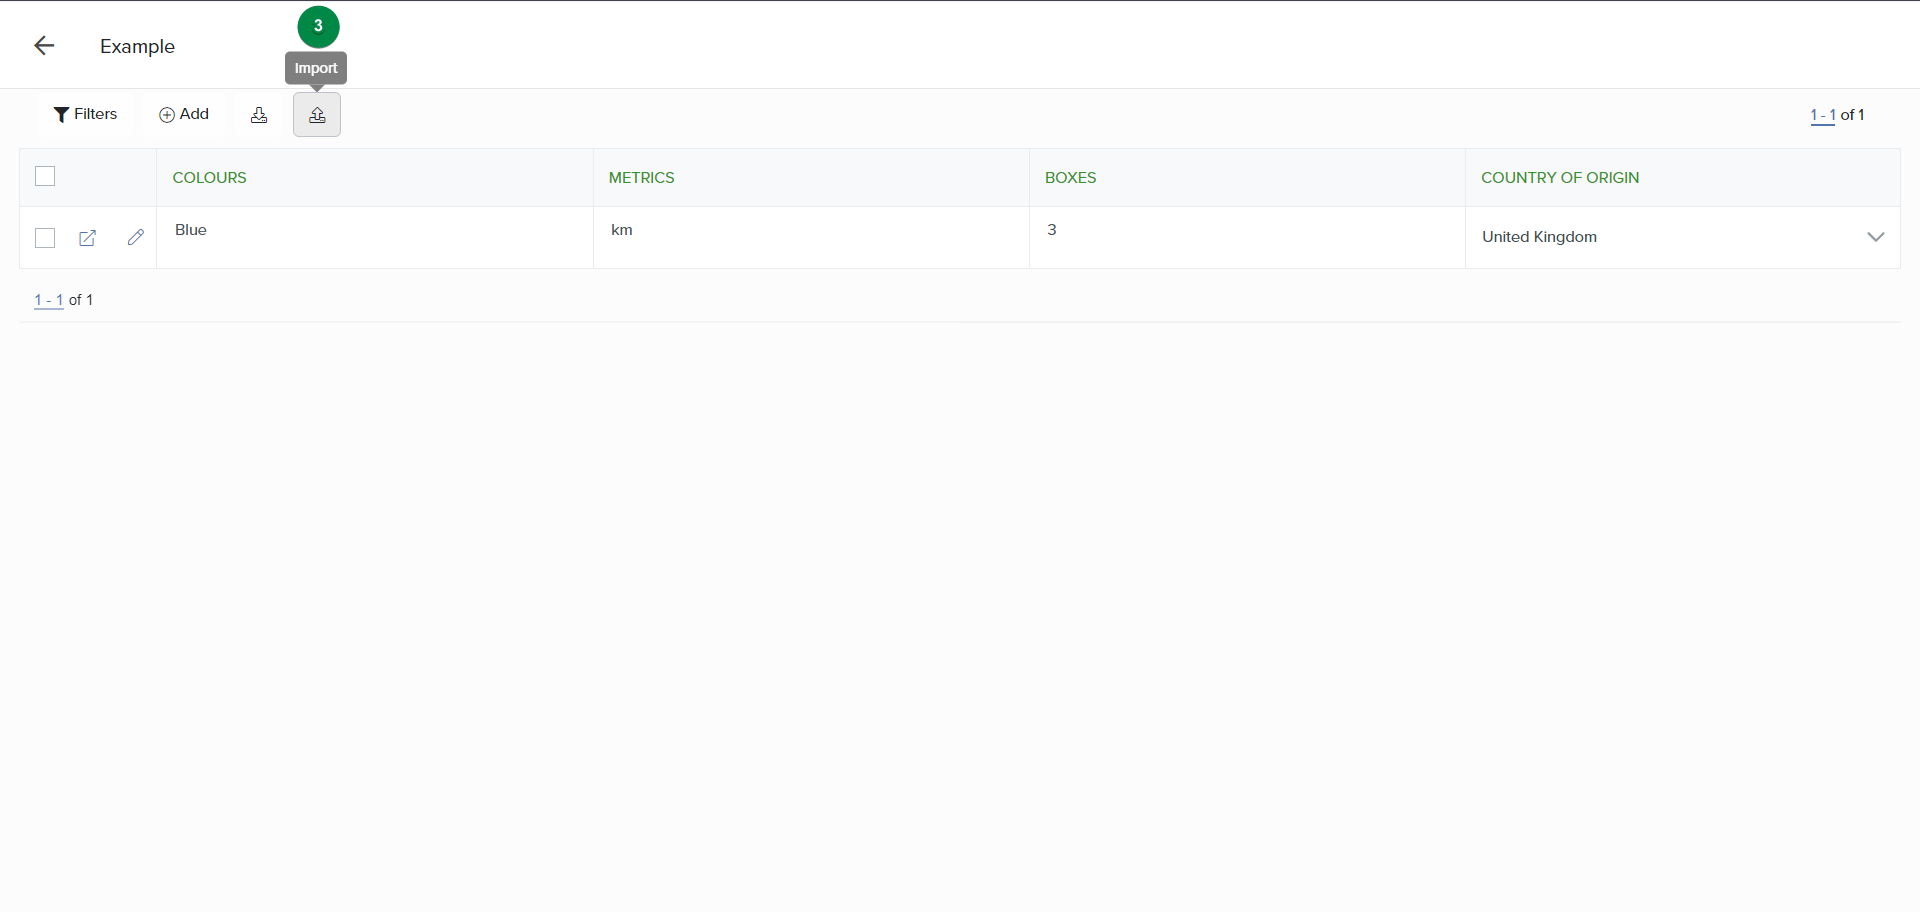 3
Example
Import
Filters Add 1 - 1 of 1
COLOURS METRICS BOXES COUNTRY OF ORIGIN
Blue km 3 United Kingdom
1 - 1 of 1